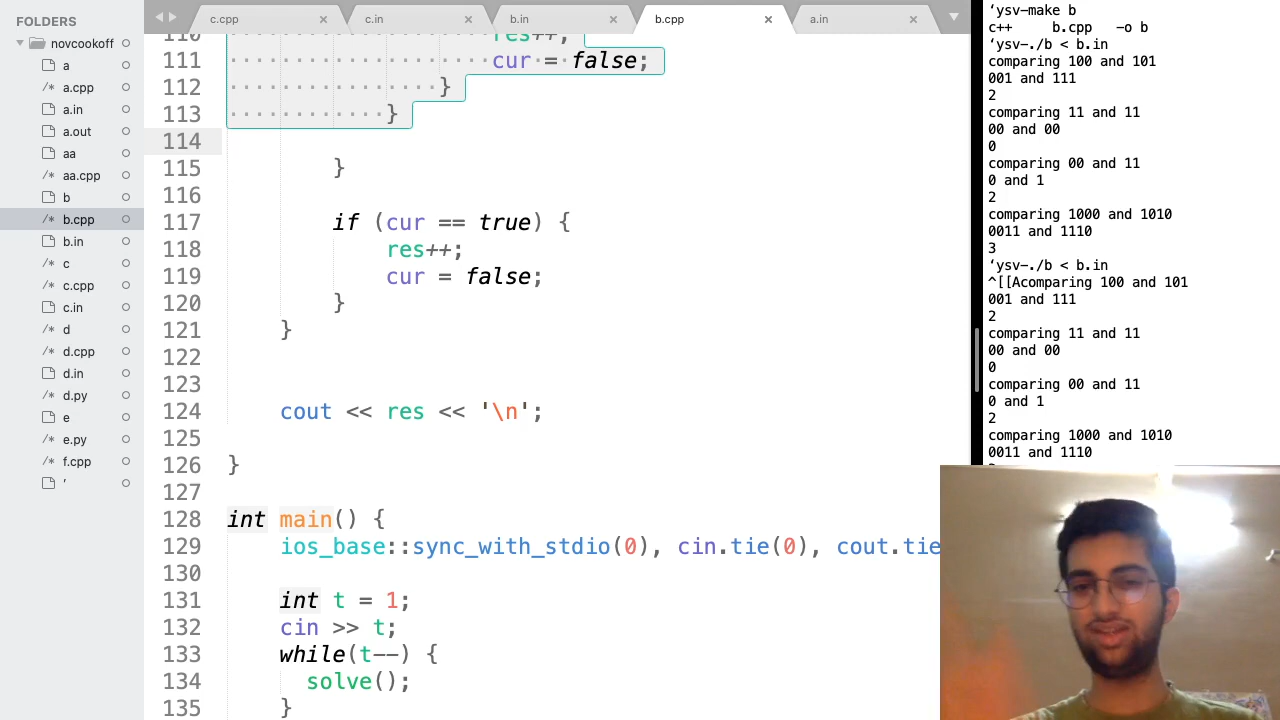 FOLDERS
novcookoff
a
/* a.cpp
a.in
a.out
aa
/* aa.cpp
b
/* b.cpp
b.in
c
/* c.cpp
c.in
d
/* d.cpp
d.in
/* d.py
e
/* e.py
/* f.cpp
'
c.cpp
c.in
b.in
b.cpp
a.in
110 res++;
111 cur = false;
112 }
113 }
114
115 }
116
117 if (cur == true) {
118 res++;
119 cur = false;
120 }
121 }
122
123
124 cout << res << '\n';
125
126 }
127
128 int main() {
129 ios_base::sync_with_stdio(0), cin.tie(0), cout.tie
130
131 int t = 1;
132 cin >> t;
133 while(t--) {
134 solve();
135 }
‘ysv-make b
c++ b.cpp -o b
‘ysv-./b < b.in
comparing 100 and 101
001 and 111
2
comparing 11 and 11
00 and 00
0
comparing 00 and 11
0 and 1
2
comparing 1000 and 1010
0011 and 1110
3
‘ysv-./b < b.in
^[[Acomparing 100 and 101
001 and 111
2
comparing 11 and 11
00 and 00
0
comparing 00 and 11
0 and 1
2
comparing 1000 and 1010
0011 and 1110